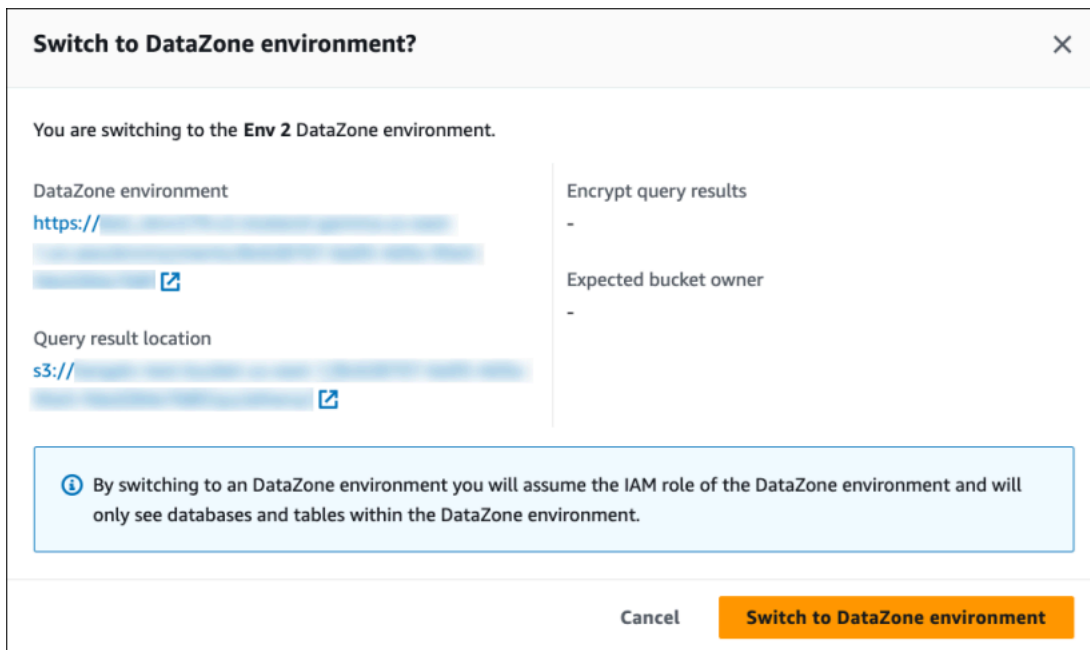 Switch to DataZone environment?
You are switching to the Env 2 DataZone environment.
DataZone environment
https://
Query result location
s3://
Encrypt query results
-
Expected bucket owner
-
By switching to an DataZone environment you will assume the IAM role of the DataZone environment and will
only see databases and tables within the DataZone environment.
Cancel
Switch to DataZone environment